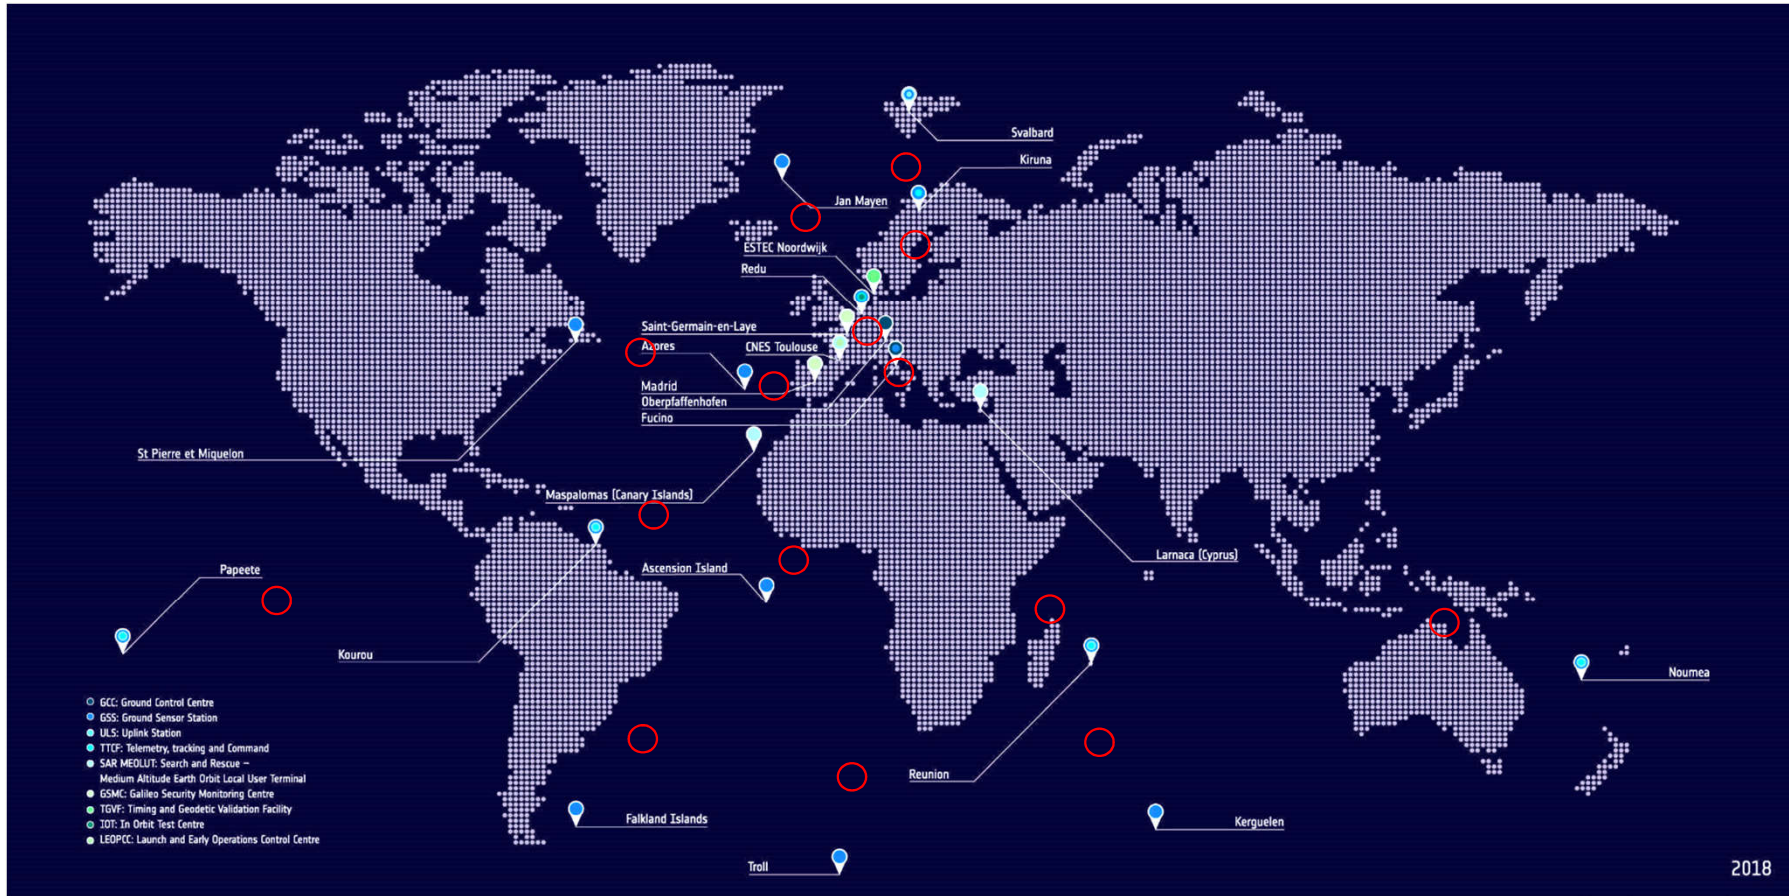 Svalbard
Kiruna
Jan Mayen
ESTEC Noordwijk
Redu
Saint-Germain-en-Laye
Azores
CNES Toulouse
Madrid
Oberpfaffenhofen
Fucino
St Pierre et Miquelon
Maspalomas (Canary Islands)
Larnaca (Cyprus)
Ascension Island
Papeete
Kourou
Noumea
Reunion
Falkland Islands
Kerguelen
Troll
GCC: Ground Control Centre
GSS: Ground Sensor Station
ULS: Uplink Station
TTCF: Telemetry, tracking and Command
SAR MEOLUT: Search and Rescue –
Medium Altitude Earth Orbit Local User Terminal
GSMC: Galileo Security Monitoring Centre
TGVF: Timing and Geodetic Validation Facility
IOT: In Orbit Test Centre
LEOPCC: Launch and Early Operations Control Centre
2018